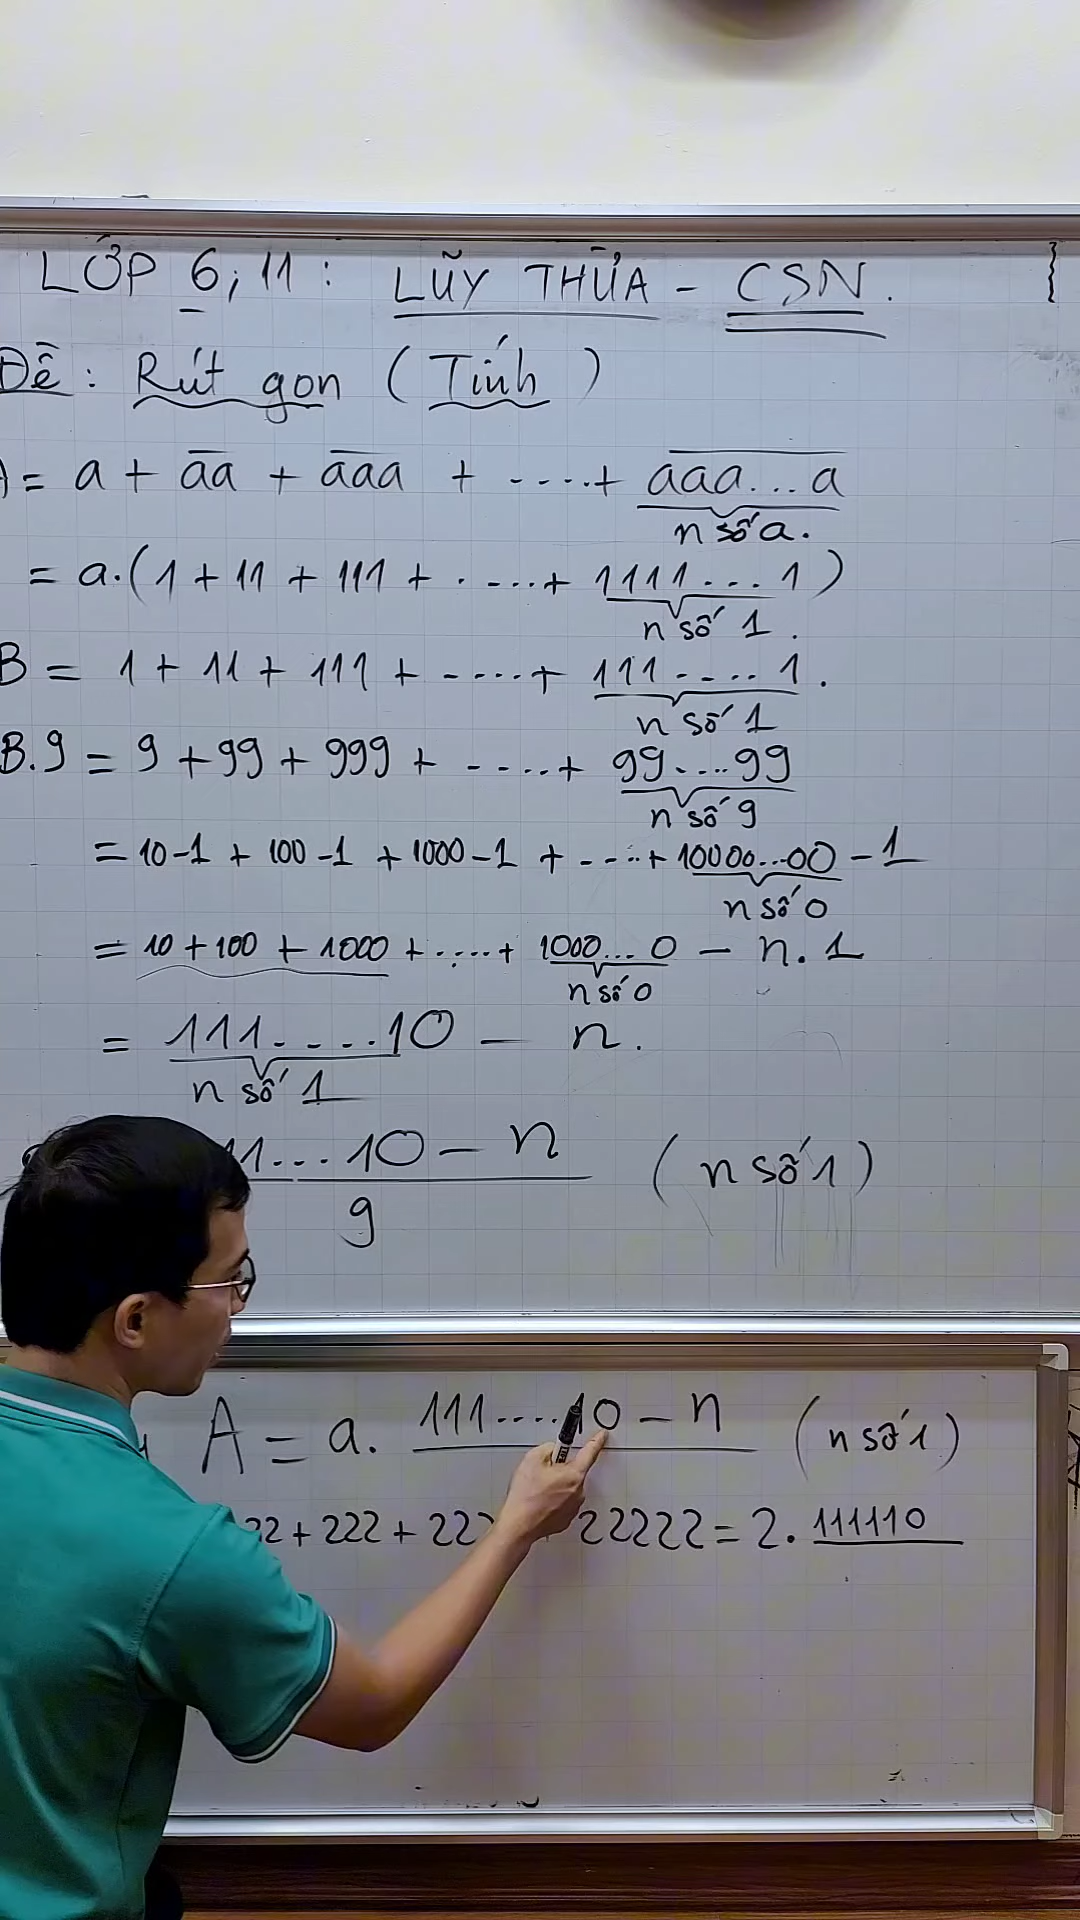 LỚP 6, 11 : LŨY THỪA - CSN.
Đề : Rút gọn ( Tính )
= a + aa + aaa + ....+ aaa...a
n số a.
= a.(1 + 11 + 111 + . ....+ 1111...1)
n số 1 .
B = 1 + 11 + 111 + .....+ 111.....1.
n số 1
B.9 = 9 + 99 + 999 + .....+ 99....99
n số 9
= 10-1 + 100-1 + 1000-1 + ....+ 10000...00 - 1
n số 0
= 10 + 100 + 1000 + .....+ 1000...0 - n. 1
n số 0
= 111.....10 - n.
n số 1
11...10 - n ( n số 1 )
9
A = a. 111.....10 - n ( n số 1 )
22 + 222 + 22 22222 = 2. 111110